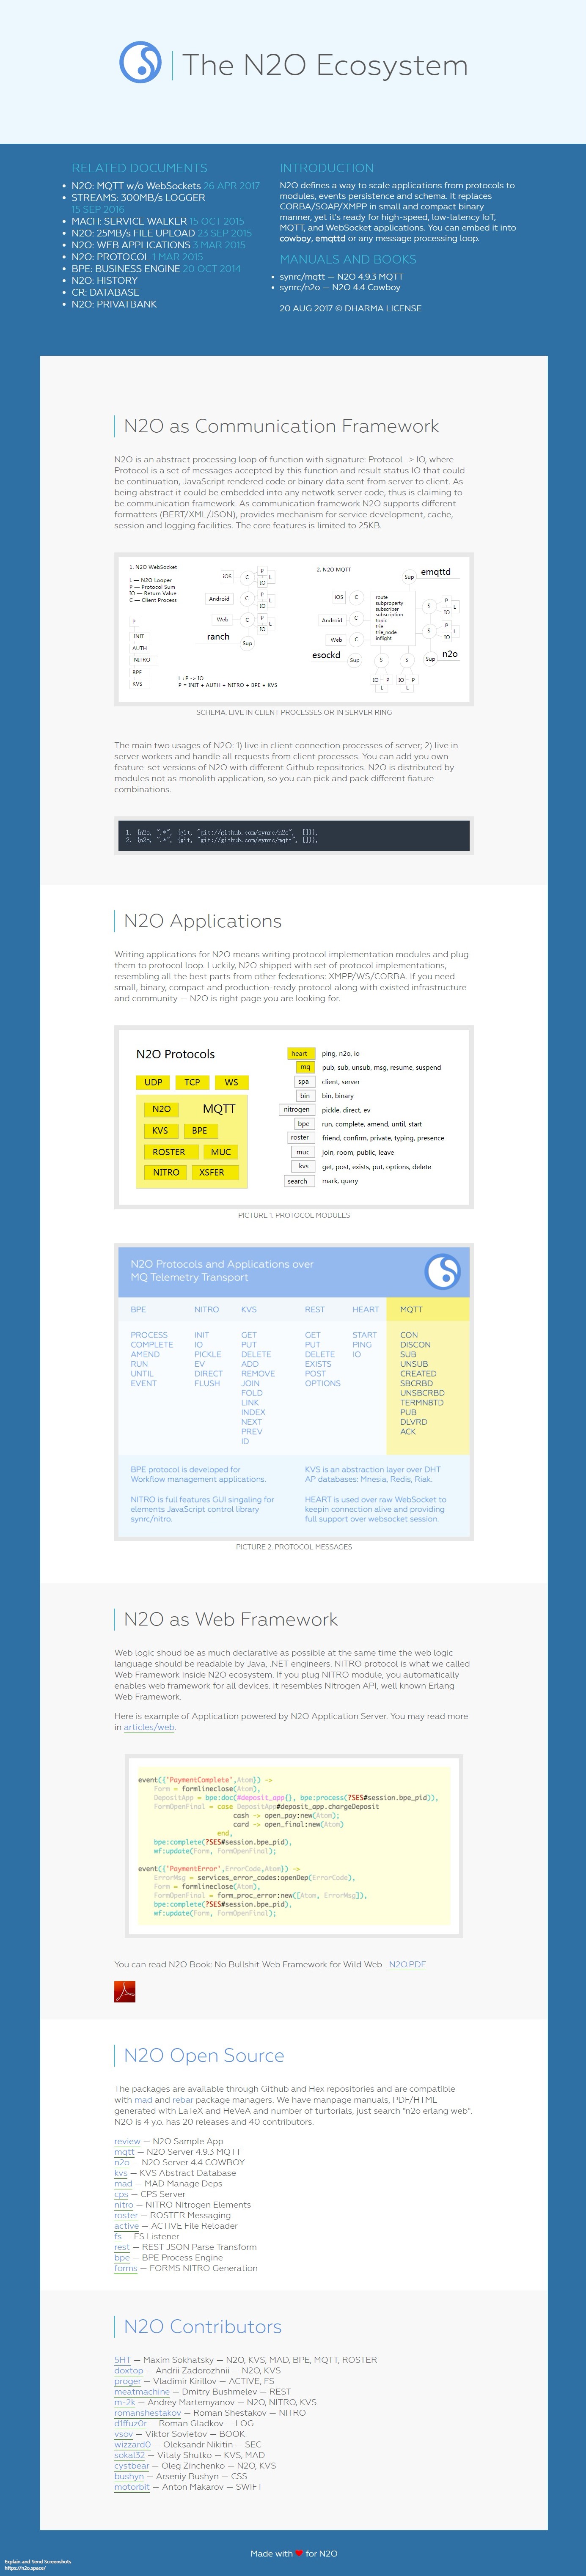 The N2O Ecosystem
RELATED DOCUMENTS
N2O: MQTT w/o WebSockets 26 APR 2017
STREAMS: 300MB/s LOGGER
15 SEP 2016
MACH: SERVICE WALKER 15 OCT 2015
N2O: 25MB/s FILE UPLOAD 23 SEP 2015
N2O: WEB APPLICATIONS 3 MAR 2015
N2O: PROTOCOL 1 MAR 2015
BPE: BUSINESS ENGINE 20 OCT 2014
N2O: HISTORY
CR: DATABASE
N2O: PRIVATBANK
INTRODUCTION
N2O defines a way to scale applications from protocols to
modules, events persistence and schema. It replaces
CORBA/SOAP/XMPP in small and compact binary
manner, yet it's ready for high-speed, low-latency IoT,
MQTT, and WebSocket applications. You can embed it into
cowboy, emqttd or any message processing loop.
MANUALS AND BOOKS
synrc/mqtt — N2O 4.9.3 MQTT
synrc/n2o — N2O 4.4 Cowboy
20 AUG 2017 © DHARMA LICENSE
N2O as Communication Framework
N2O is an abstract processing loop of function with signature: Protocol -> IO, where
Protocol is a set of messages accepted by this function and result status IO that could
be continuation, JavaScript rendered code or binary data sent from server to client. As
being abstract it could be embedded into any netwotk server code, thus is claiming to
be communication framework. As communication framework N2O supports different
formatters (BERT/XML/JSON), provides mechanism for service development, cache,
session and logging facilities. The core features is limited to 25KB.
1. N2O WebSocket
L — N2O Looper
P — Protocol Sum
IO — Return Value
C — Client Process
P
INIT
AUTH
NITRO
BPE
KVS
iOS C P L IO
Android C P L IO
Web C P L IO
ranch Sup
L : P -> IO
P = INIT + AUTH + NITRO + BPE + KVS
2. N2O MQTT
Sup emqttd
iOS C
Android C
Web C
route
subproperty
subscriber
subscription
topic
trie
trie_node
inflight
S P L IO
S P L IO
esockd Sup S S Sup n2o
IO P IO P
L L
SCHEMA: LIVE IN CLIENT PROCESSES OR IN SERVER RING
The main two usages of N2O: 1) live in client connection processes of server; 2) live in
server workers and handle all requests from client processes. You can add you own
feature-set versions of N2O with different Github repositories. N2O is distributed by
modules not as monolith application, so you can pick and pack different fiature
combinations.
1. {n2o, ".*", {git, "git://github.com/synrc/n2o", []}},
2. {n2o, ".*", {git, "git://github.com/synrc/mqtt", []}},
N2O Applications
Writing applications for N2O means writing protocol implementation modules and plug
them to protocol loop. Luckily, N2O shipped with set of protocol implementations,
resembling all the best parts from other federations: XMPP/WS/CORBA. If you need
small, binary, compact and production-ready protocol along with existed infrastructure
and community — N2O is right page you are looking for.
N2O Protocols
UDP TCP WS
N2O MQTT
KVS BPE
ROSTER MUC
NITRO XSFER
heart ping, n2o, io
mq pub, sub, unsub, msg, resume, suspend
spa client, server
bin bin, binary
nitrogen pickle, direct, ev
bpe run, complete, amend, until, start
roster friend, confirm, private, typing, presence
muc join, room, public, leave
kvs get, post, exists, put, options, delete
search mark, query
PICTURE 1. PROTOCOL MODULES
N2O Protocols and Applications over
MQ Telemetry Transport
BPE NITRO KVS REST HEART MQTT
PROCESS INIT GET GET START CON
COMPLETE IO PUT PUT PING DISCON
AMEND PICKLE DELETE DELETE IO SUB
RUN EV ADD EXISTS UNSUB
UNTIL DIRECT REMOVE POST CREATED
EVENT FLUSH JOIN OPTIONS SBCRBD
FOLD UNSBCRBD
LINK TERMN8TD
INDEX PUB
NEXT DLVRD
PREV ACK
ID
BPE protocol is developed for
Workflow management applications.
KVS is an abstraction layer over DHT
AP databases: Mnesia, Redis, Riak.
NITRO is full features GUI singaling for
elements JavaScript control library
synrc/nitro.
HEART is used over raw WebSocket to
keepin connection alive and providing
full support over websocket session.
PICTURE 2. PROTOCOL MESSAGES
N2O as Web Framework
Web logic shoud be as much declarative as possible at the same time the web logic
language should be readable by Java, .NET engineers. NITRO protocol is what we called
Web Framework inside N2O ecosystem. If you plug NITRO module, you automatically
enables web framework for all devices. It resembles Nitrogen API, well known Erlang
Web Framework.
Here is example of Application powered by N2O Application Server. You may read more
in articles/web.
event({'PaymentComplete',Atom}) ->
Form = formlineclose(Atom),
DepositApp = bpe:doc(#deposit_app{}, bpe:process(?SES#session.bpe_pid)),
FormOpenFinal = case DepositApp#deposit_app.chargeDeposit
cash -> open_pay:new(Atom);
card -> open_final:new(Atom)
end,
bpe:complete(?SES#session.bpe_pid),
wf:update(Form, FormOpenFinal);
event({'PaymentError',ErrorCode,Atom}) ->
ErrorMsg = services_error_codes:openDep(ErrorCode),
Form = formlineclose(Atom),
FormOpenFinal = form_proc_error:new([Atom, ErrorMsg]),
bpe:complete(?SES#session.bpe_pid),
wf:update(Form, FormOpenFinal);
You can read N2O Book: No Bullshit Web Framework for Wild Web N2O.PDF
N2O Open Source
The packages are available through Github and Hex repositories and are compatible
with mad and rebar package managers. We have manpage manuals, PDF/HTML
generated with LaTeX and HeVeA and number of turtorials, just search "n2o erlang web".
N2O is 4 y.o. has 20 releases and 40 contributors.
review — N2O Sample App
mqtt — N2O Server 4.9.3 MQTT
n2o — N2O Server 4.4 COWBOY
kvs — KVS Abstract Database
mad — MAD Manage Deps
cps — CPS Server
nitro — NITRO Nitrogen Elements
roster — ROSTER Messaging
active — ACTIVE File Reloader
fs — FS Listener
rest — REST JSON Parse Transform
bpe — BPE Process Engine
forms — FORMS NITRO Generation
N2O Contributors
5HT — Maxim Sokhatsky — N2O, KVS, MAD, BPE, MQTT, ROSTER
doxtop — Andrii Zadorozhnii — N2O, KVS
proger — Vladimir Kirillov — ACTIVE, FS
meatmachine — Dmitry Bushmelev — REST
m-2k — Andrey Martemyanov — N2O, NITRO, KVS
romanshestakov — Roman Shestakov — NITRO
d1ffuz0r — Roman Gladkov — LOG
vsov — Viktor Sovietov — BOOK
wizzard0 — Oleksandr Nikitin — SEC
sokal32 — Vitaly Shutko — KVS, MAD
cystbear — Oleg Zinchenko — N2O, KVS
bushyn — Arseniy Bushyn — CSS
motorbit — Anton Makarov — SWIFT
Made with ❤ for N2O
Explain and Send Screenshots
https://n2o.space/